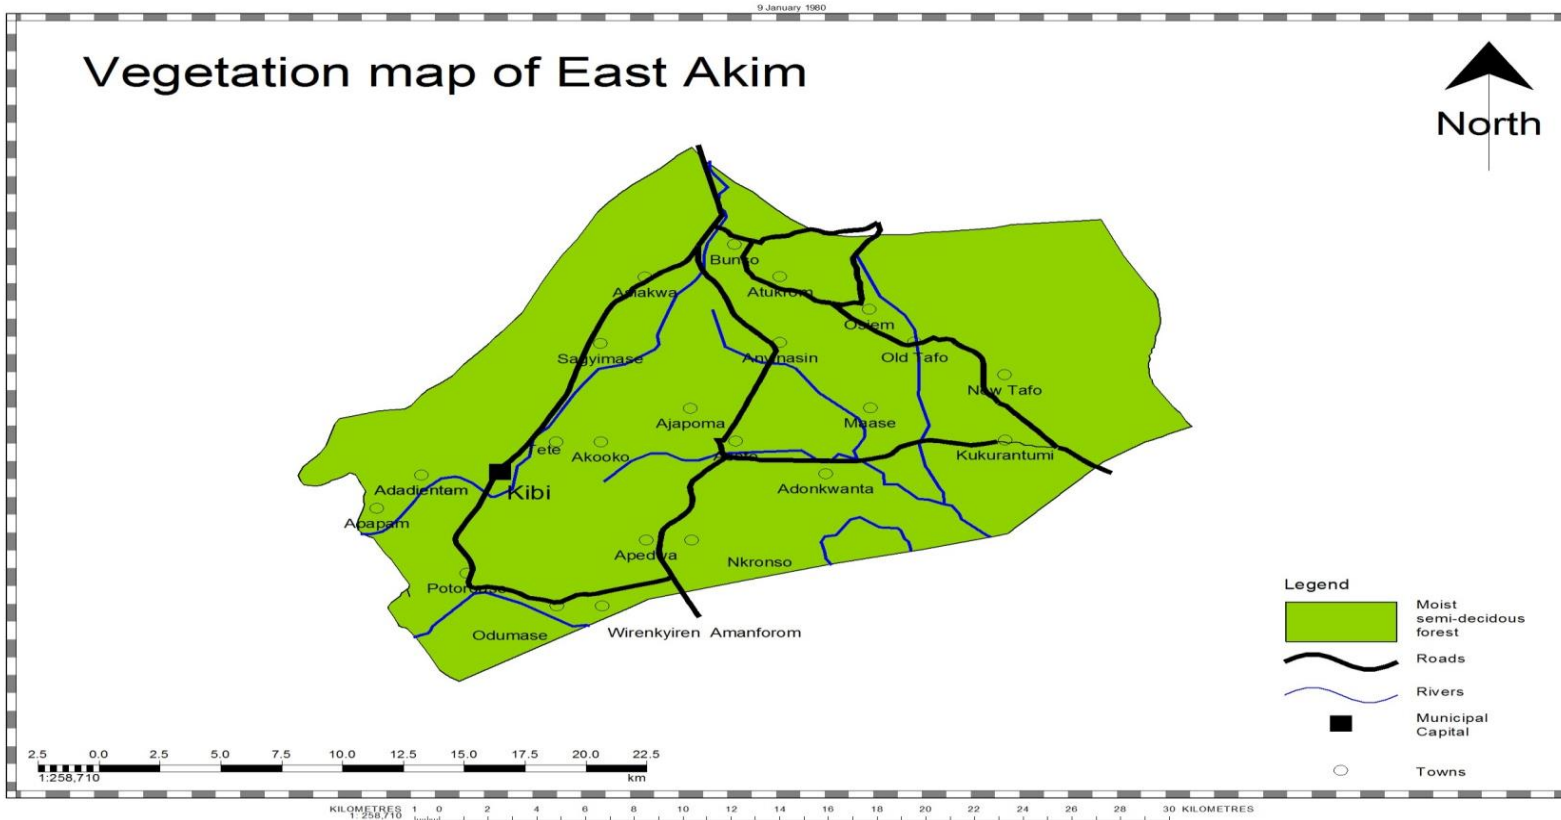 9 January 1980
Vegetation map of East Akim
North
Bunso
Asiakwa
Atukrom
Osiem
Sagyimase
Anyinasin
Old Tafo
New Tafo
Ajapoma
Maase
Tete
Akooko
Kukurantumi
Adadientam
Kibi
Adonkwanta
Apapam
Apedwa
Nkronso
Potoroase
Odumase
Wirenkyiren Amanforom
Legend
Moist
semi-decidous
forest
Roads
Rivers
Municipal
Capital
Towns
2.5 0.0 2.5 5.0 7.5 10.0 12.5 15.0 17.5 20.0 22.5
1:258,710 km
KILOMETRES 1 0 2 4 6 8 10 12 14 16 18 20 22 24 26 28 30 KILOMETRES
1: 258,710